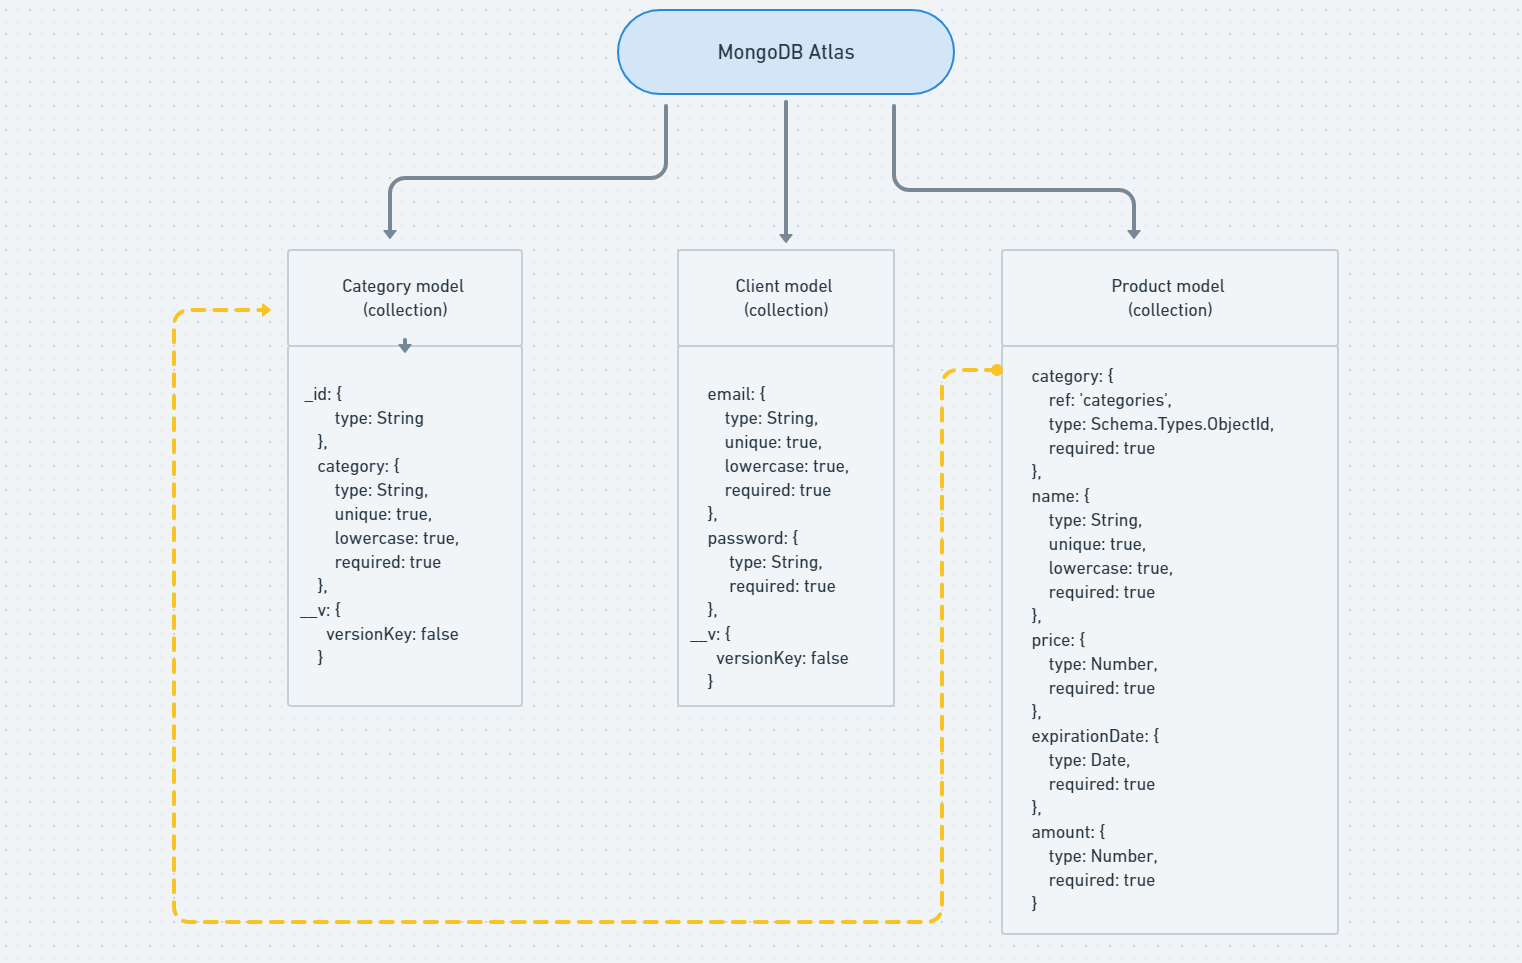 MongoDB Atlas
Category model
(collection)
_id: {
type: String
},
category: {
type: String,
unique: true,
lowercase: true,
required: true
},
__v: {
versionKey: false
}
Client model
(collection)
email: {
type: String,
unique: true,
lowercase: true,
required: true
},
password: {
type: String,
required: true
},
__v: {
versionKey: false
}
Product model
(collection)
category: {
ref: 'categories',
type: Schema.Types.ObjectId,
required: true
},
name: {
type: String,
unique: true,
lowercase: true,
required: true
},
price: {
type: Number,
required: true
},
expirationDate: {
type: Date,
required: true
},
amount: {
type: Number,
required: true
}